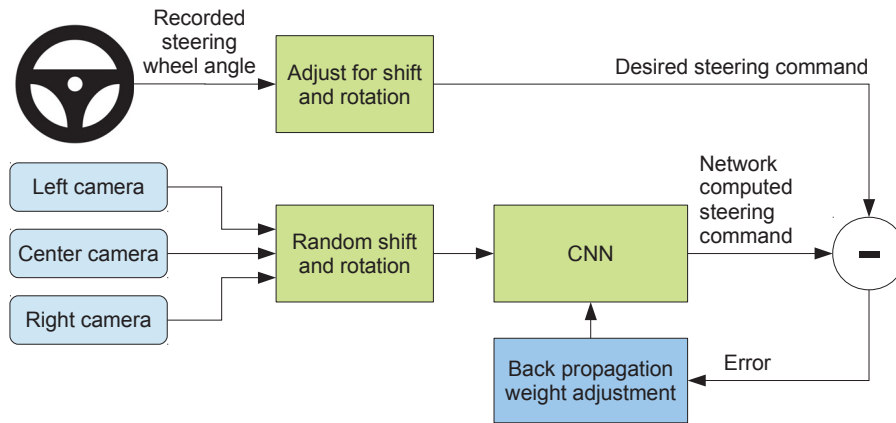 Recorded
steering
wheel angle
Adjust for shift
and rotation
Desired steering command
Left camera
Center camera
Right camera
Random shift
and rotation
CNN
Network
computed
steering
command
-
Back propagation
weight adjustment
Error